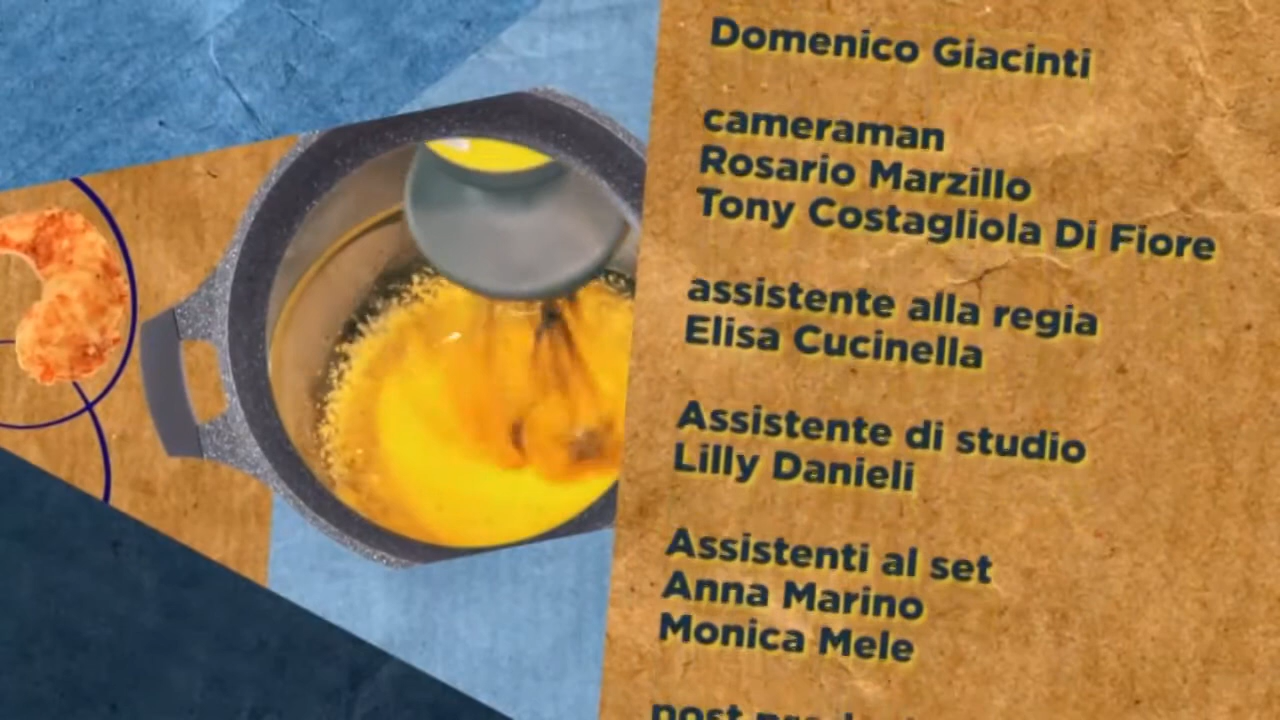 Domenico Giacinti
cameraman
Rosario Marzillo
Tony Costagliola Di Fiore
assistente alla regia
Elisa Cucinella
Assistente di studio
Lilly Danieli
Assistenti al set
Anna Marino
Monica Mele
post